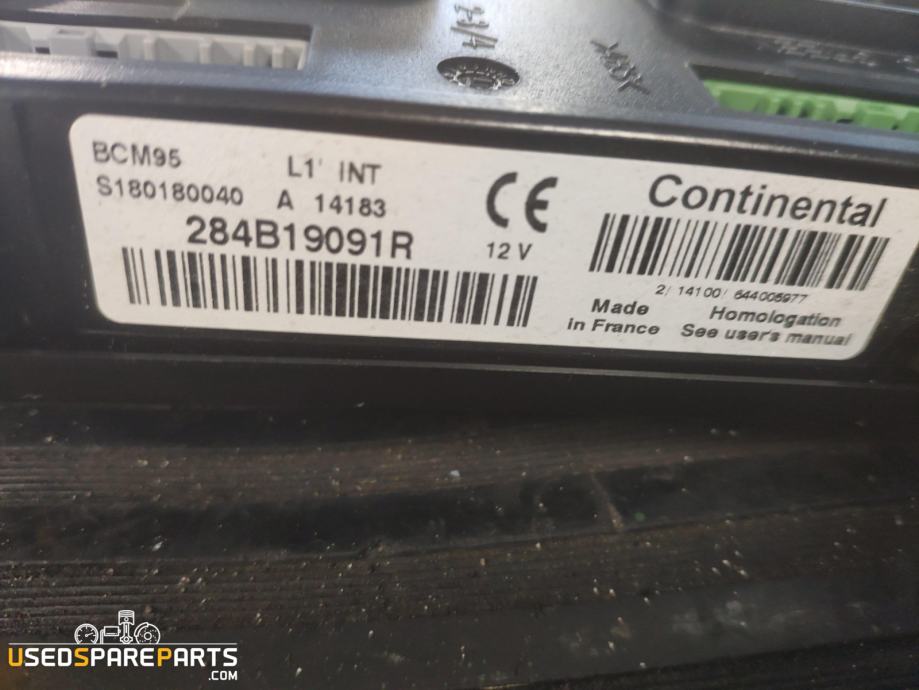 BCM95 L1' INT
S180180040 A 14183
284B19091R
CE
12 V
Continental
2/ 14100/ 644005977
Made
in France
Homologation
See user's manual
USEDSPAREPARTS
.COM